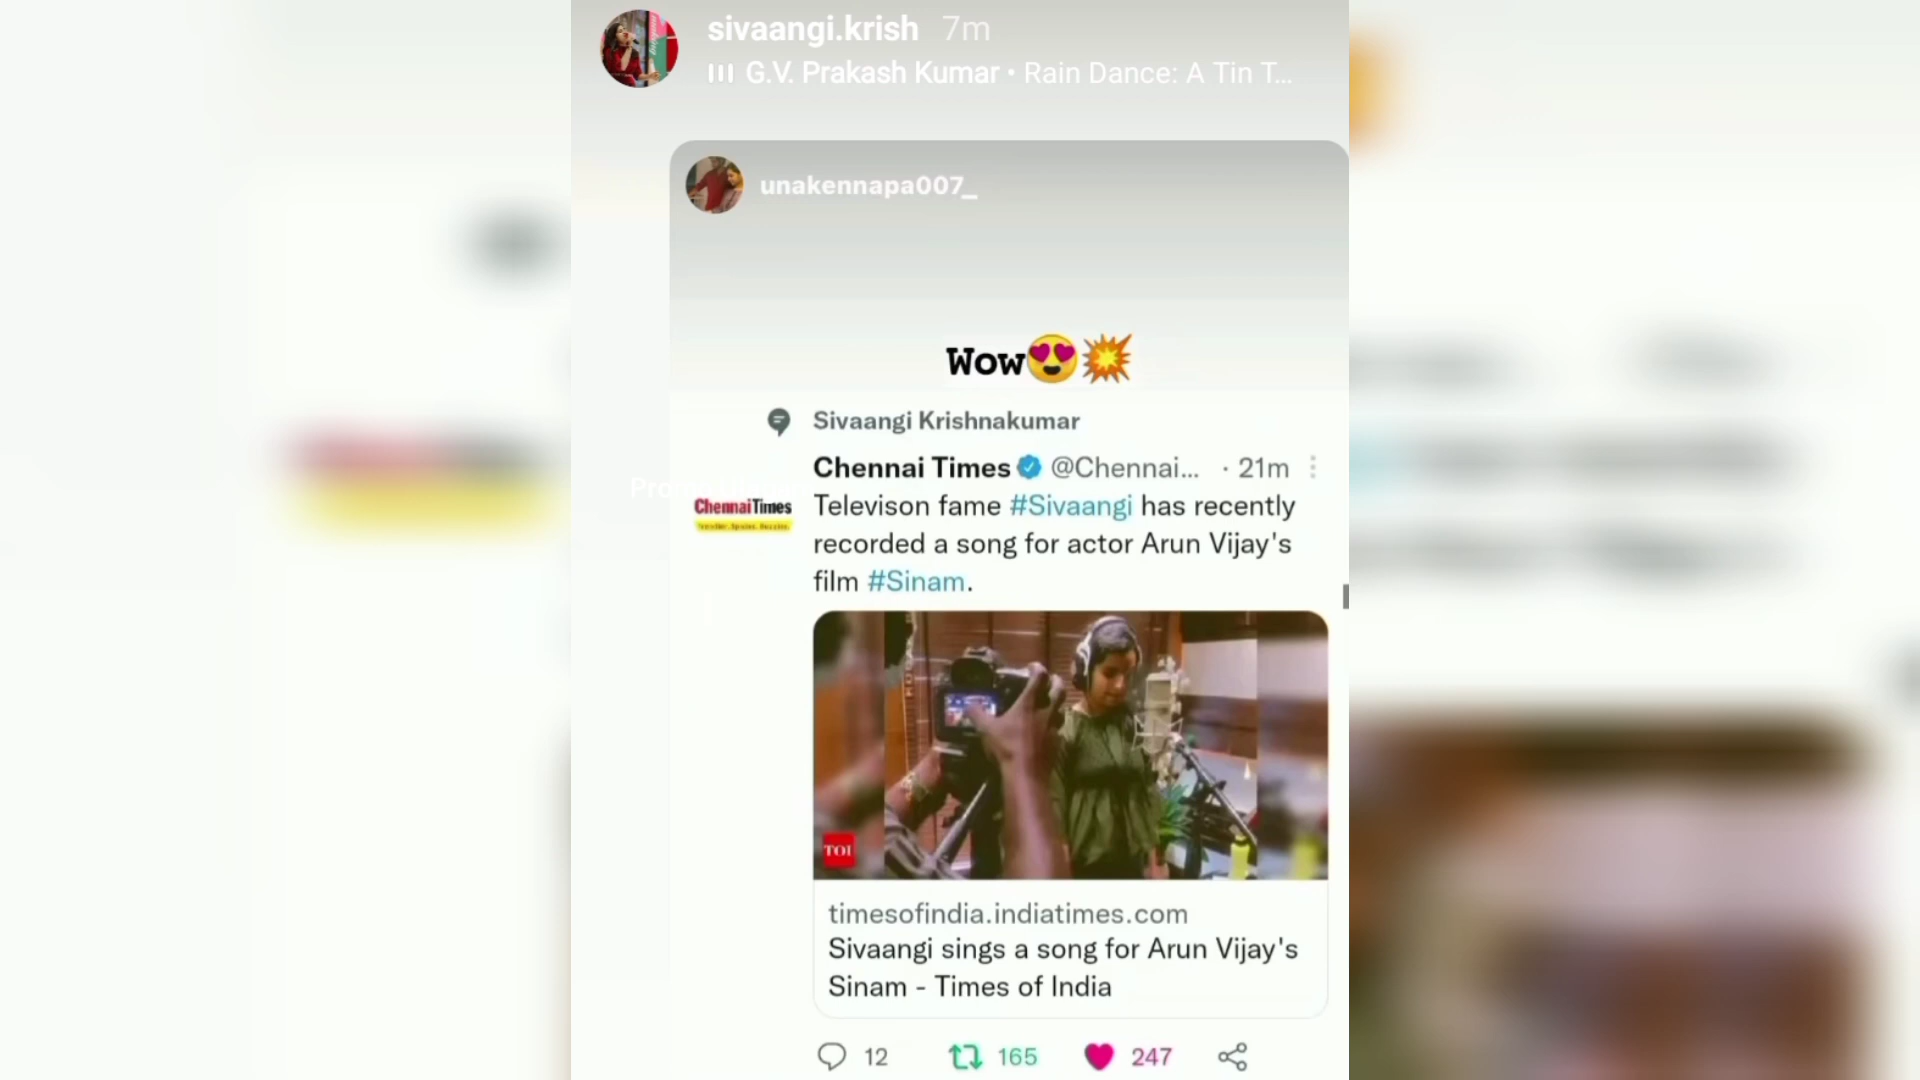 sivaangi.krish 7m
G.V. Prakash Kumar • Rain Dance: A Tin T...
unakennapa007_
Wow😍💥
Sivaangi Krishnakumar
Chennai Times @Chennai... · 21m
ChennaiTimes
Televison fame #Sivaangi has recently
recorded a song for actor Arun Vijay's
film #Sinam.
TOI
timesofindia.indiatimes.com
Sivaangi sings a song for Arun Vijay's
Sinam - Times of India
12 165 247